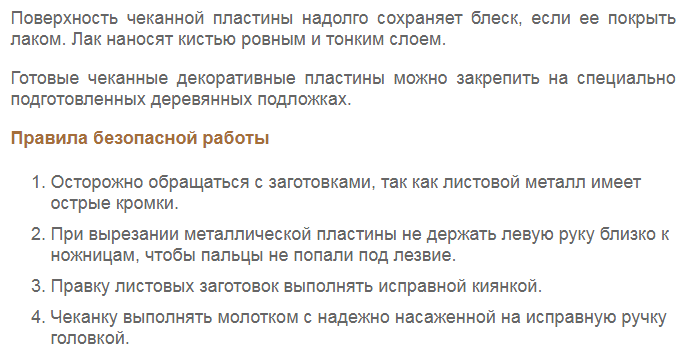 Поверхность чеканной пластины надолго сохраняет блеск, если ее покрыть
лаком. Лак наносят кистью ровным и тонким слоем.
Готовые чеканные декоративные пластины можно закрепить на специально
подготовленных деревянных подложках.
Правила безопасной работы
1. Осторожно обращаться с заготовками, так как листовой металл имеет
острые кромки.
2. При вырезании металлической пластины не держать левую руку близко к
ножницам, чтобы пальцы не попали под лезвие.
3. Правку листовых заготовок выполнять исправной киянкой.
4. Чеканку выполнять молотком с надежно насаженной на исправную ручку
головкой.